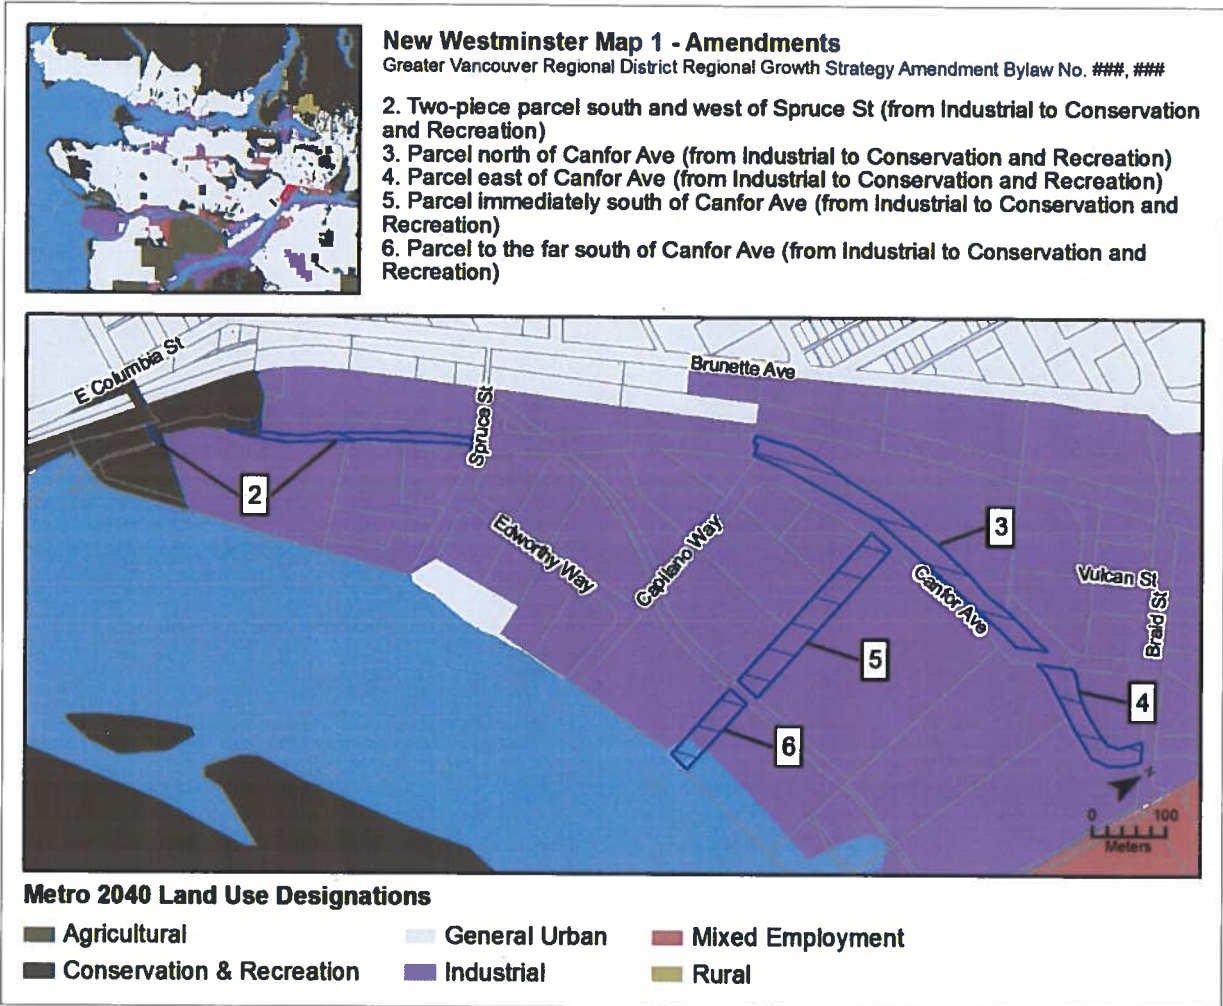 New Westminster Map 1 - Amendments
Greater Vancouver Regional District Regional Growth Strategy Amendment Bylaw No. ###, ###
2. Two-piece parcel south and west of Spruce St (from Industrial to Conservation
and Recreation)
3. Parcel north of Canfor Ave (from Industrial to Conservation and Recreation)
4. Parcel east of Canfor Ave (from Industrial to Conservation and Recreation)
5. Parcel immediately south of Canfor Ave (from Industrial to Conservation and
Recreation)
6. Parcel to the far south of Canfor Ave (from Industrial to Conservation and
Recreation)
E Columbia St
Brunette Ave
Spruce St
2
3
Edworthy Way
Capilano Way
Canfor Ave
Vulcan St
Braid St
5
4
6
N
0 100
Meters
Metro 2040 Land Use Designations
Agricultural
General Urban
Mixed Employment
Conservation & Recreation
Industrial
Rural